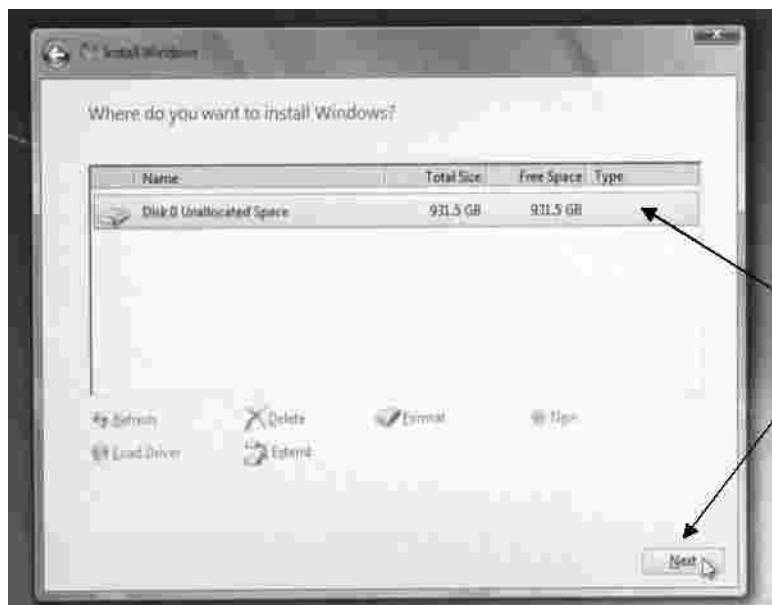 Install Windows
Where do you want to install Windows?
Name Total Size Free Space Type
Disk 0 Unallocated Space 931.5 GB 931.5 GB
Refresh Delete Format New
Load Driver Extend
Next